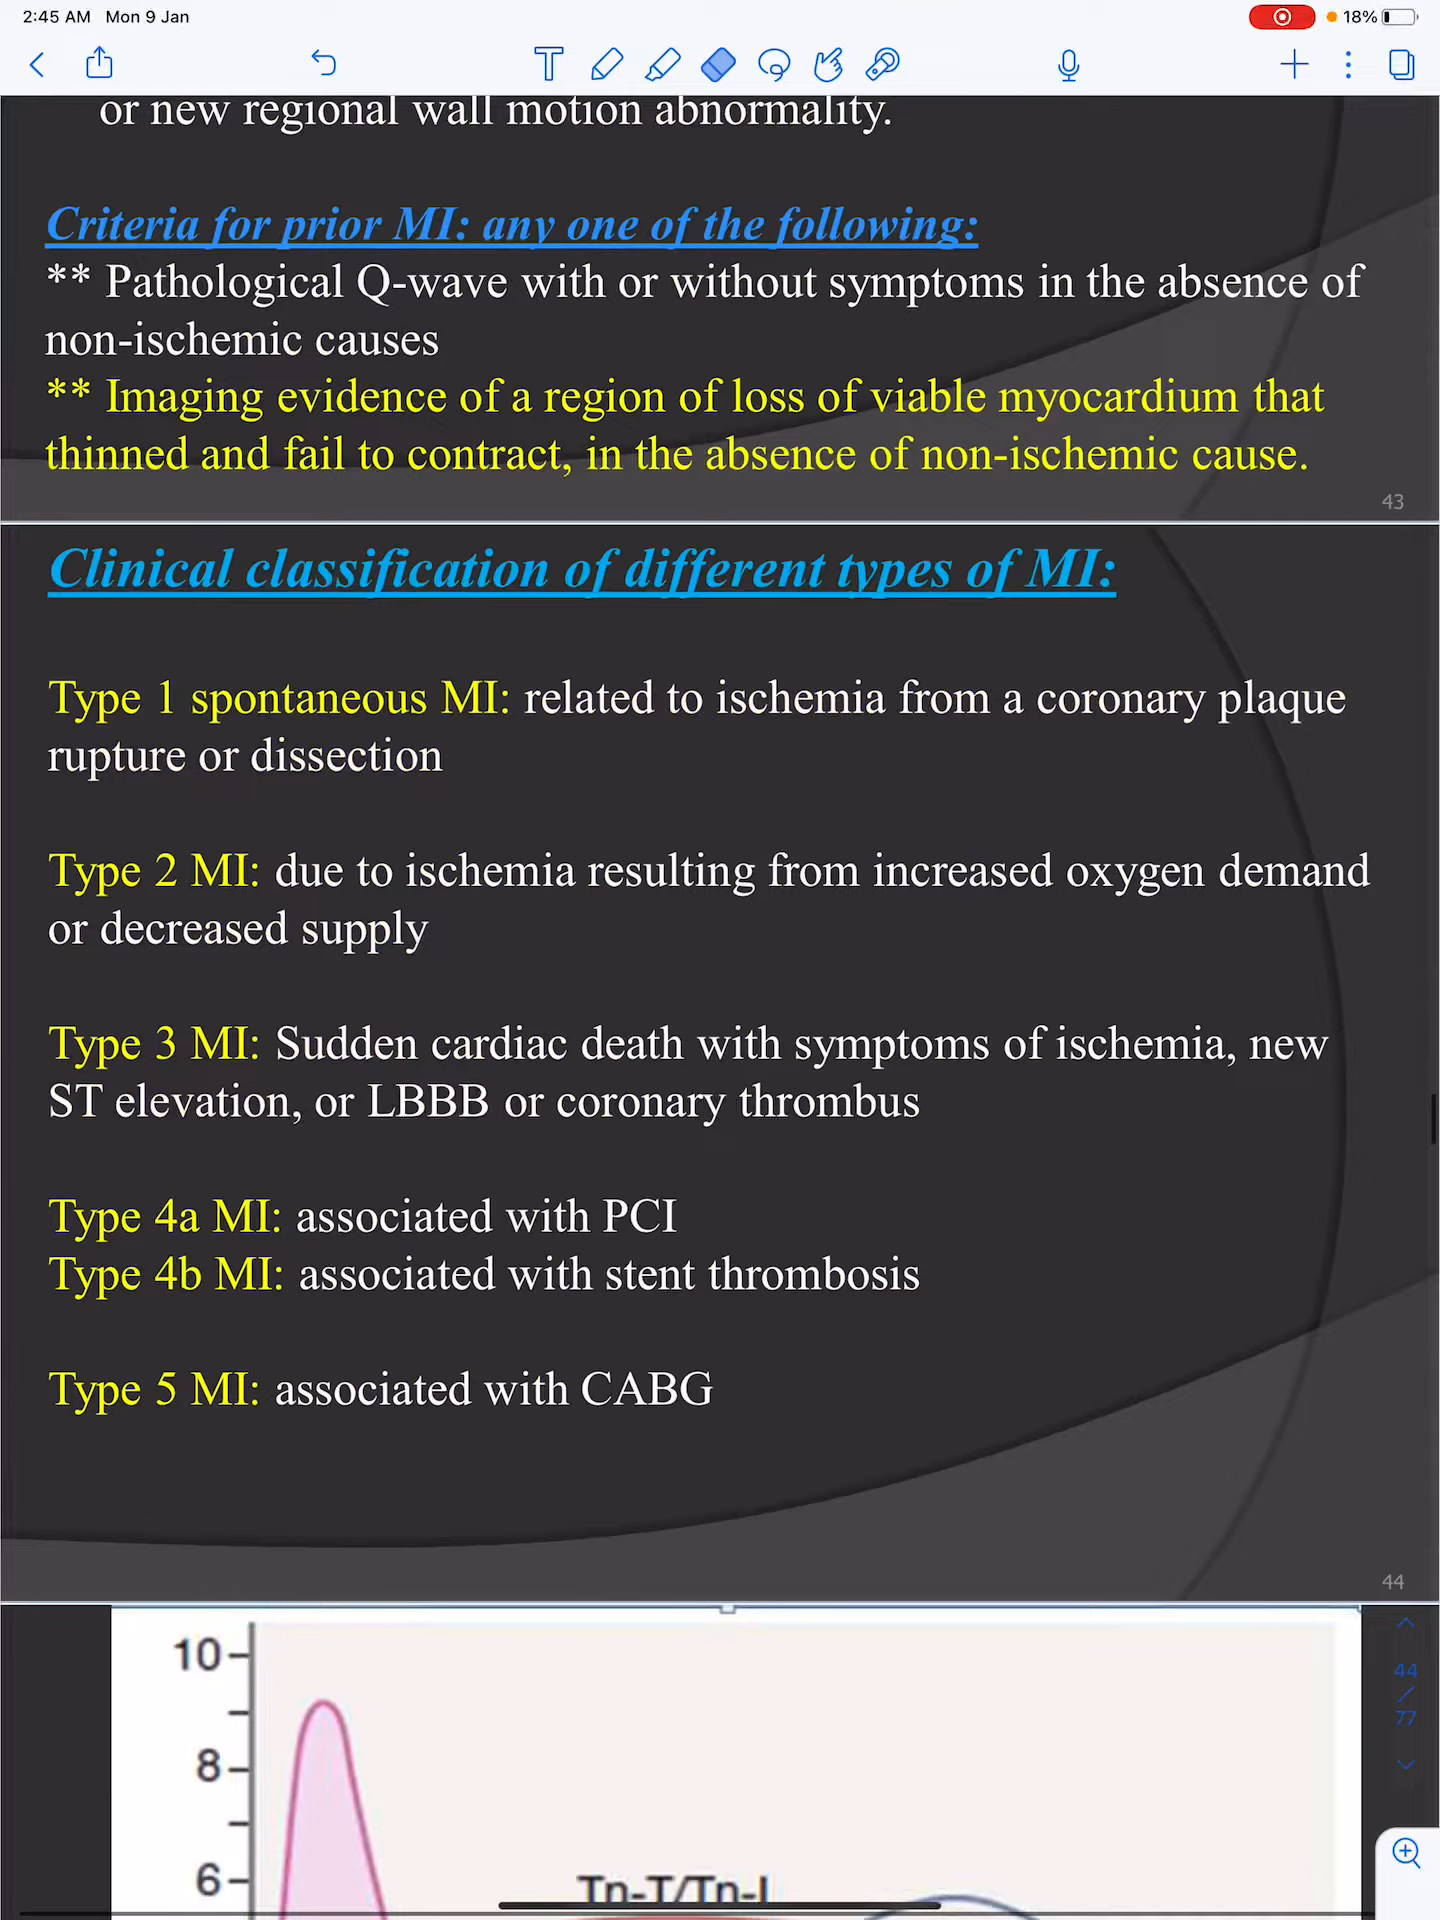 2:45 AM Mon 9 Jan
18%
or new regional wall motion abnormality.
Criteria for prior MI: any one of the following:
** Pathological Q-wave with or without symptoms in the absence of
non-ischemic causes
** Imaging evidence of a region of loss of viable myocardium that
thinned and fail to contract, in the absence of non-ischemic cause.
43
Clinical classification of different types of MI:
Type 1 spontaneous MI: related to ischemia from a coronary plaque
rupture or dissection
Type 2 MI: due to ischemia resulting from increased oxygen demand
or decreased supply
Type 3 MI: Sudden cardiac death with symptoms of ischemia, new
ST elevation, or LBBB or coronary thrombus
Type 4a MI: associated with PCI
Type 4b MI: associated with stent thrombosis
Type 5 MI: associated with CABG
44
10
8
6
Tn-T/Tn-I
44
/
77